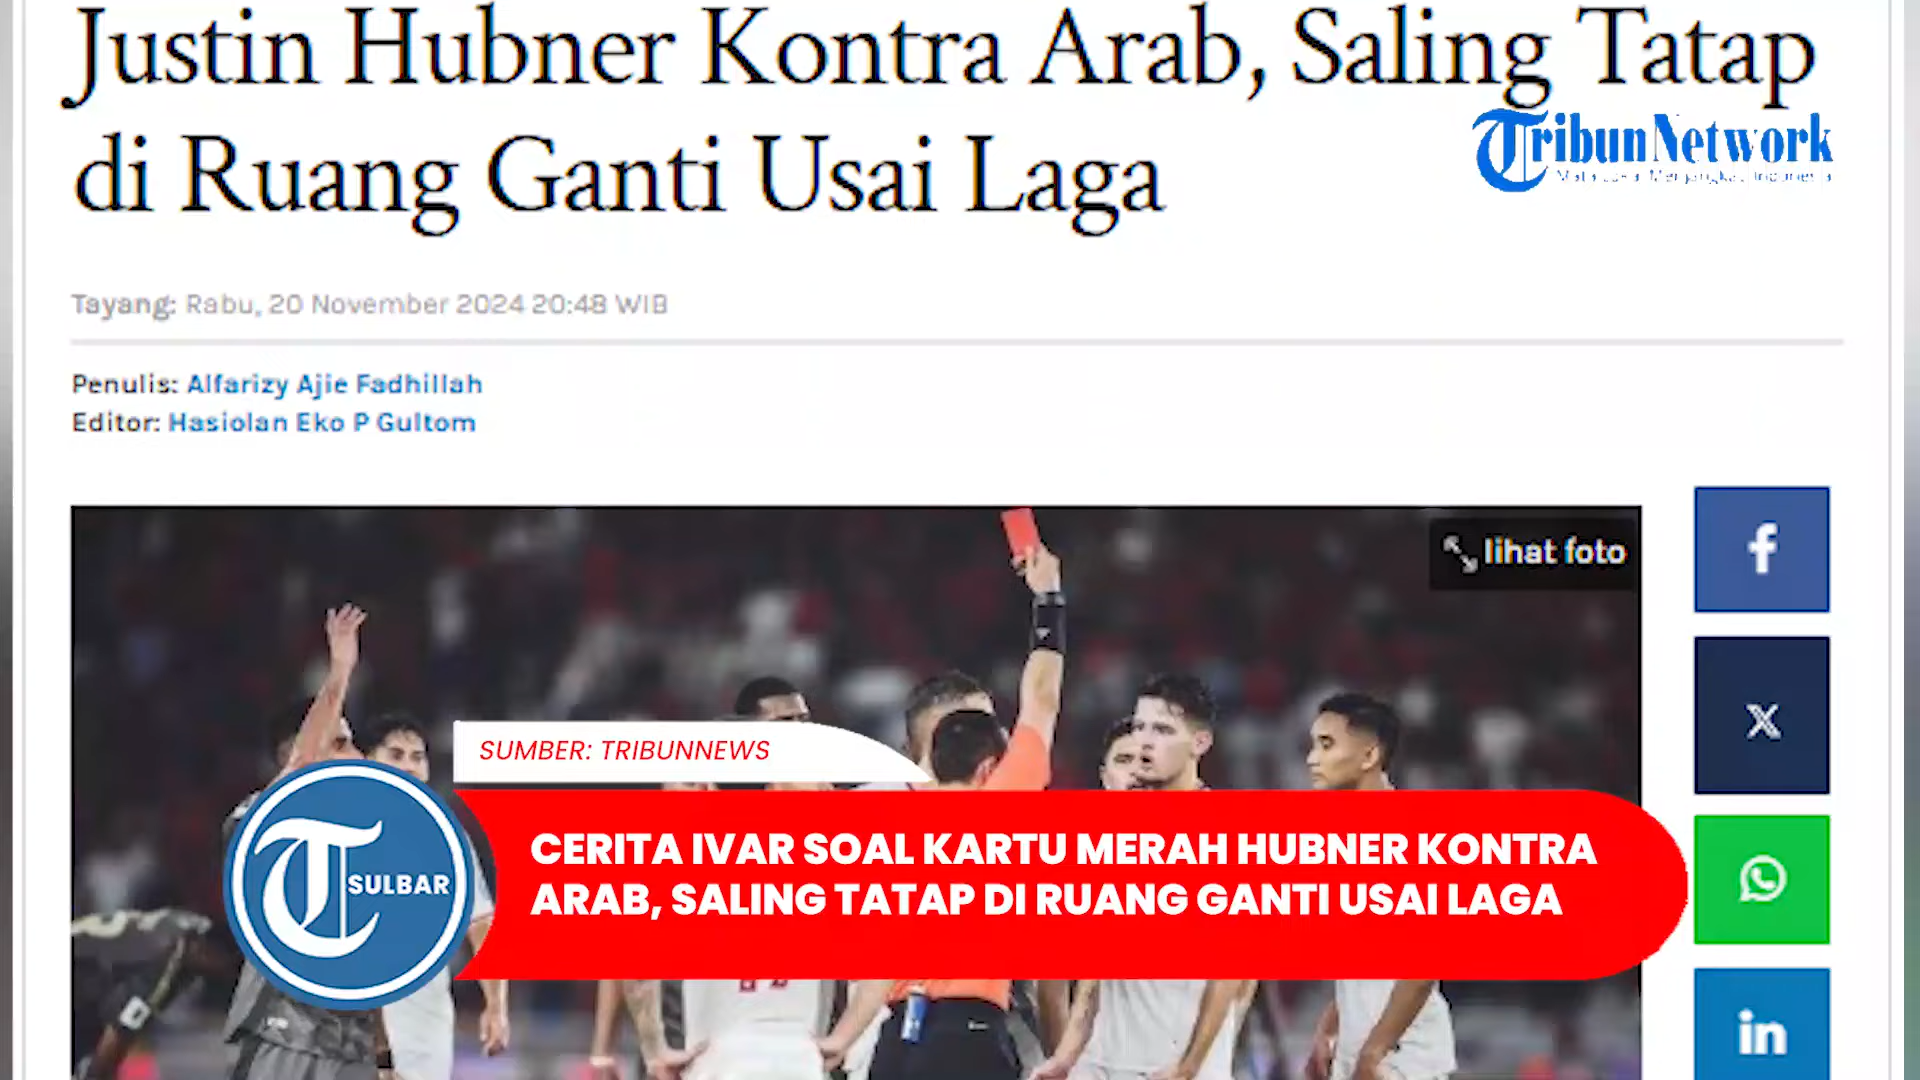 Justin Hubner Kontra Arab, Saling Tatap
di Ruang Ganti Usai Laga
TribunNetwork
Tayang: Rabu, 20 November 2024 20:48 WIB
Penulis: Alfarizy Ajie Fadhillah
Editor: Hasiolan Eko P Gultom
lihat foto
SUMBER: TRIBUNNEWS
SULBAR
CERITA IVAR SOAL KARTU MERAH HUBNER KONTRA
ARAB, SALING TATAP DI RUANG GANTI USAI LAGA